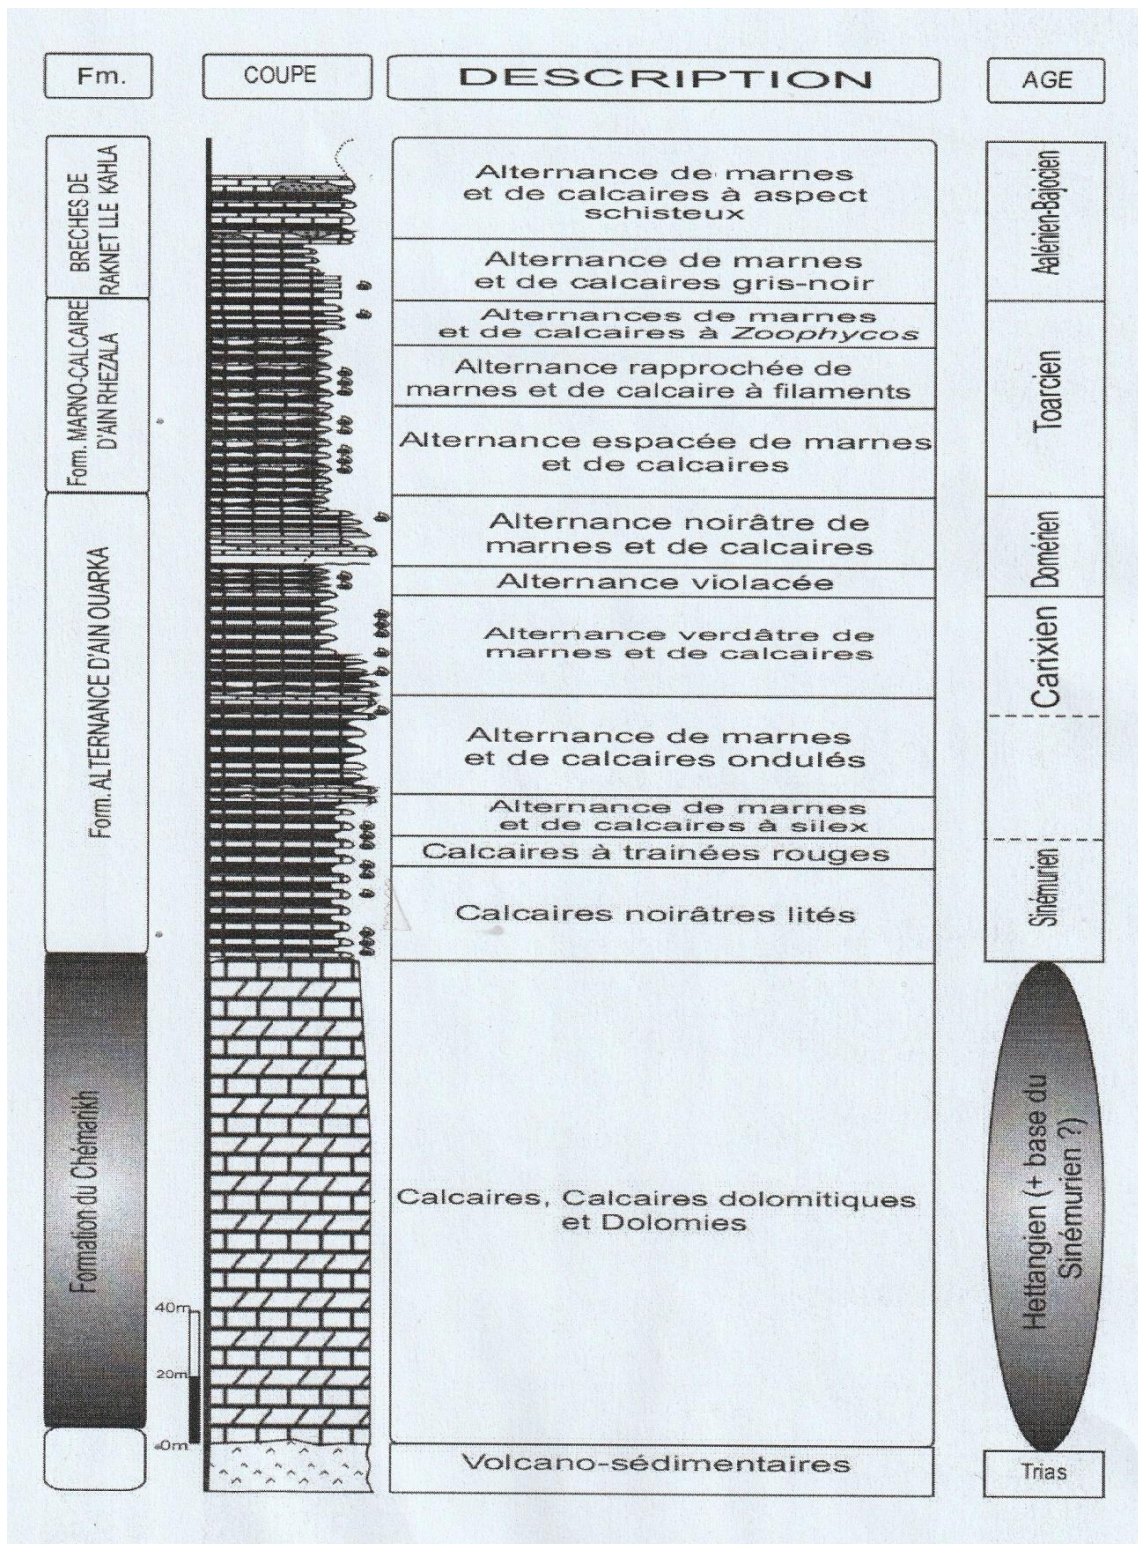 Fm.
COUPE
DESCRIPTION
AGE
BRECHES DE
RAKNET LLE KAHLA
Form. MARNO-CALCAIRE
D'AIN RHEZALA
Form. ALTERNANCE D'AIN OUARKA
Formation du Chémarikh
40m
20m
0m
Alternance de marnes
et de calcaires à aspect
schisteux
Alternance de marnes
et de calcaires gris-noir
Alternances de marnes
et de calcaires à Zoophycos
Alternance rapprochée de
marnes et de calcaire à filaments
Alternance espacée de marnes
et de calcaires
Alternance noirâtre de
marnes et de calcaires
Alternance violacée
Alternance verdâtre de
marnes et de calcaires
Alternance de marnes
et de calcaires ondulés
Alternance de marnes
et de calcaires à silex
Calcaires à trainées rouges
Calcaires noirâtres lités
Calcaires, Calcaires dolomitiques
et Dolomies
Volcano-sédimentaires
Aalénien-Bajocien
Toarcien
Domérien
Carixien
Sinémurien
Hettangien (+ base du
Sinémurien ?)
Trias